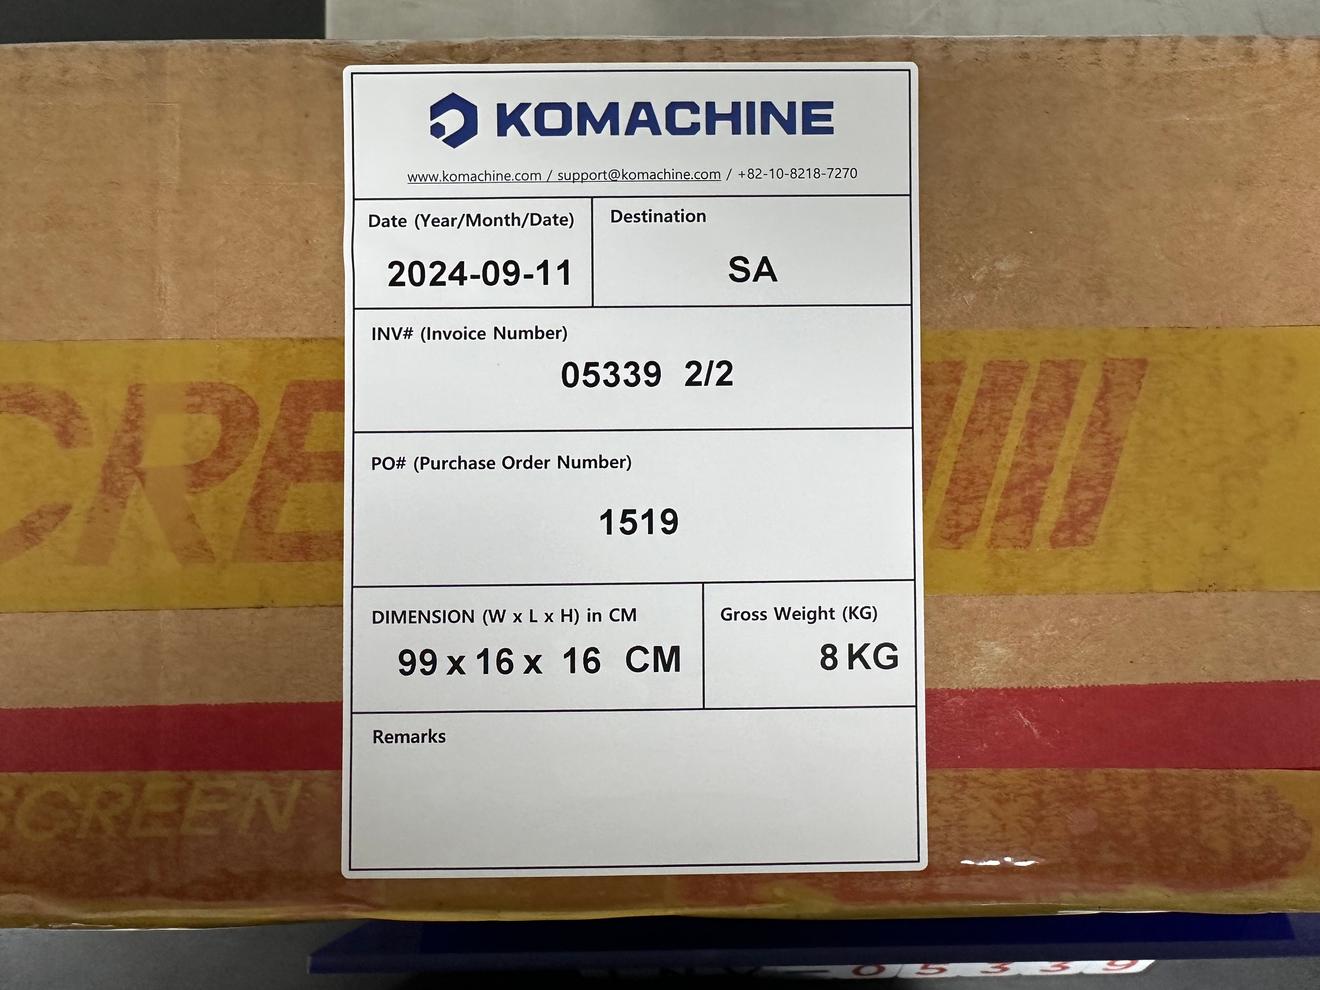 KOMACHINE
www.komachine.com / support@komachine.com / +82-10-8218-7270
Date (Year/Month/Date)
2024-09-11
Destination
SA
INV# (Invoice Number)
05339 2/2
PO# (Purchase Order Number)
1519
DIMENSION (W x L x H) in CM
99 x 16 x 16 CM
Gross Weight (KG)
8 KG
Remarks
SCREEN
05339